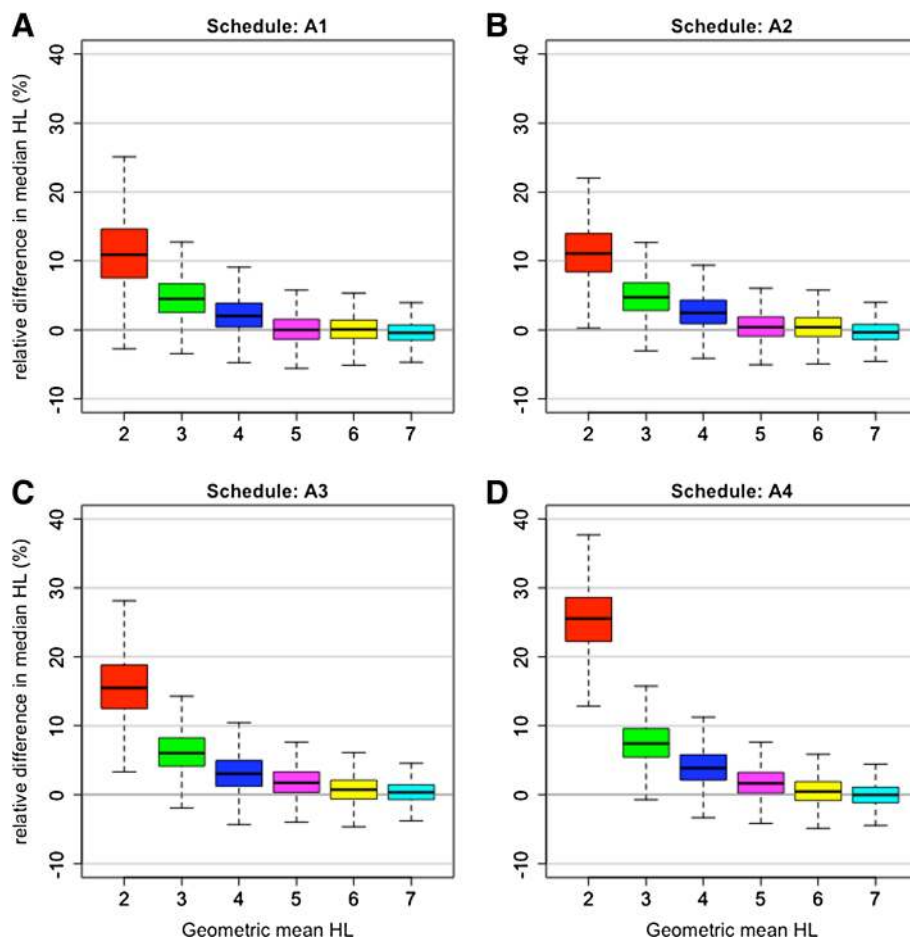 A
Schedule: A1
relative difference in median HL (%)
40
30
20
10
0
-10
2 3 4 5 6 7
B
Schedule: A2
40
30
20
10
0
-10
2 3 4 5 6 7
C
Schedule: A3
relative difference in median HL (%)
40
30
20
10
0
-10
2 3 4 5 6 7
Geometric mean HL
D
Schedule: A4
40
30
20
10
0
-10
2 3 4 5 6 7
Geometric mean HL